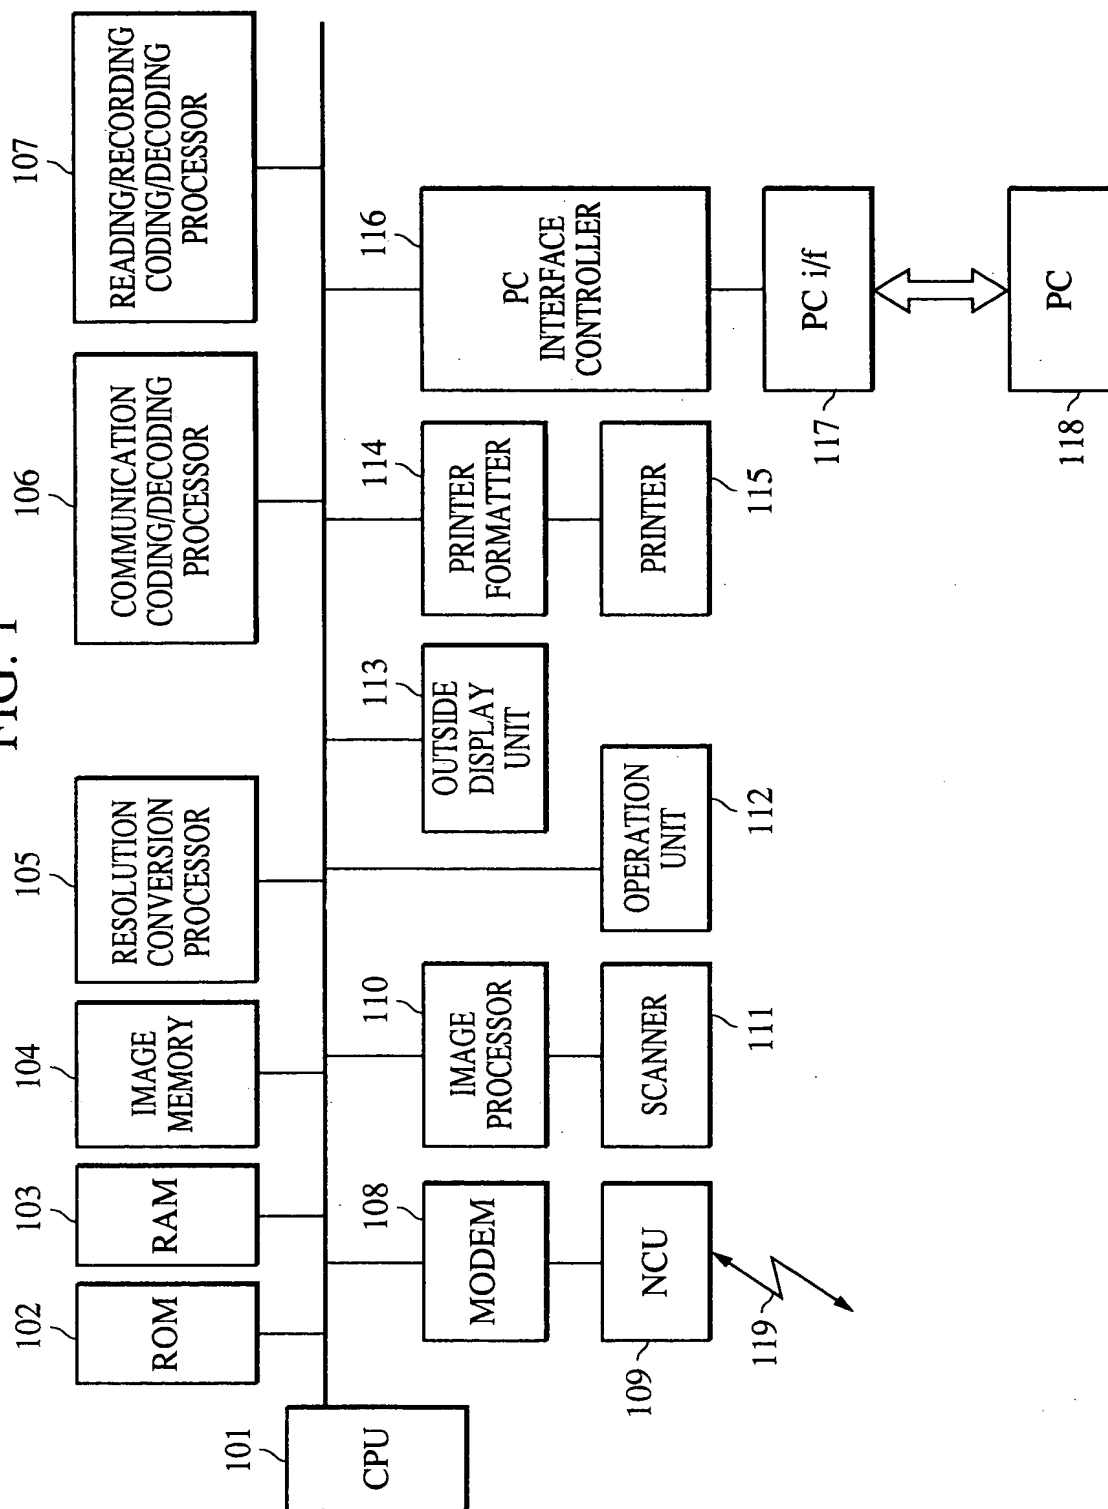 FIG. 1
101
CPU
102
ROM
103
RAM
104
IMAGE
MEMORY
105
RESOLUTION
CONVERSION
PROCESSOR
106
COMMUNICATION
CODING/DECODING
PROCESSOR
107
READING/RECORDING
CODING/DECODING
PROCESSOR
108
MODEM
109
NCU
119
110
IMAGE
PROCESSOR
111
SCANNER
112
OPERATION
UNIT
113
OUTSIDE
DISPLAY
UNIT
114
PRINTER
FORMATTER
115
PRINTER
116
PC
INTERFACE
CONTROLLER
117
PC i/f
118
PC